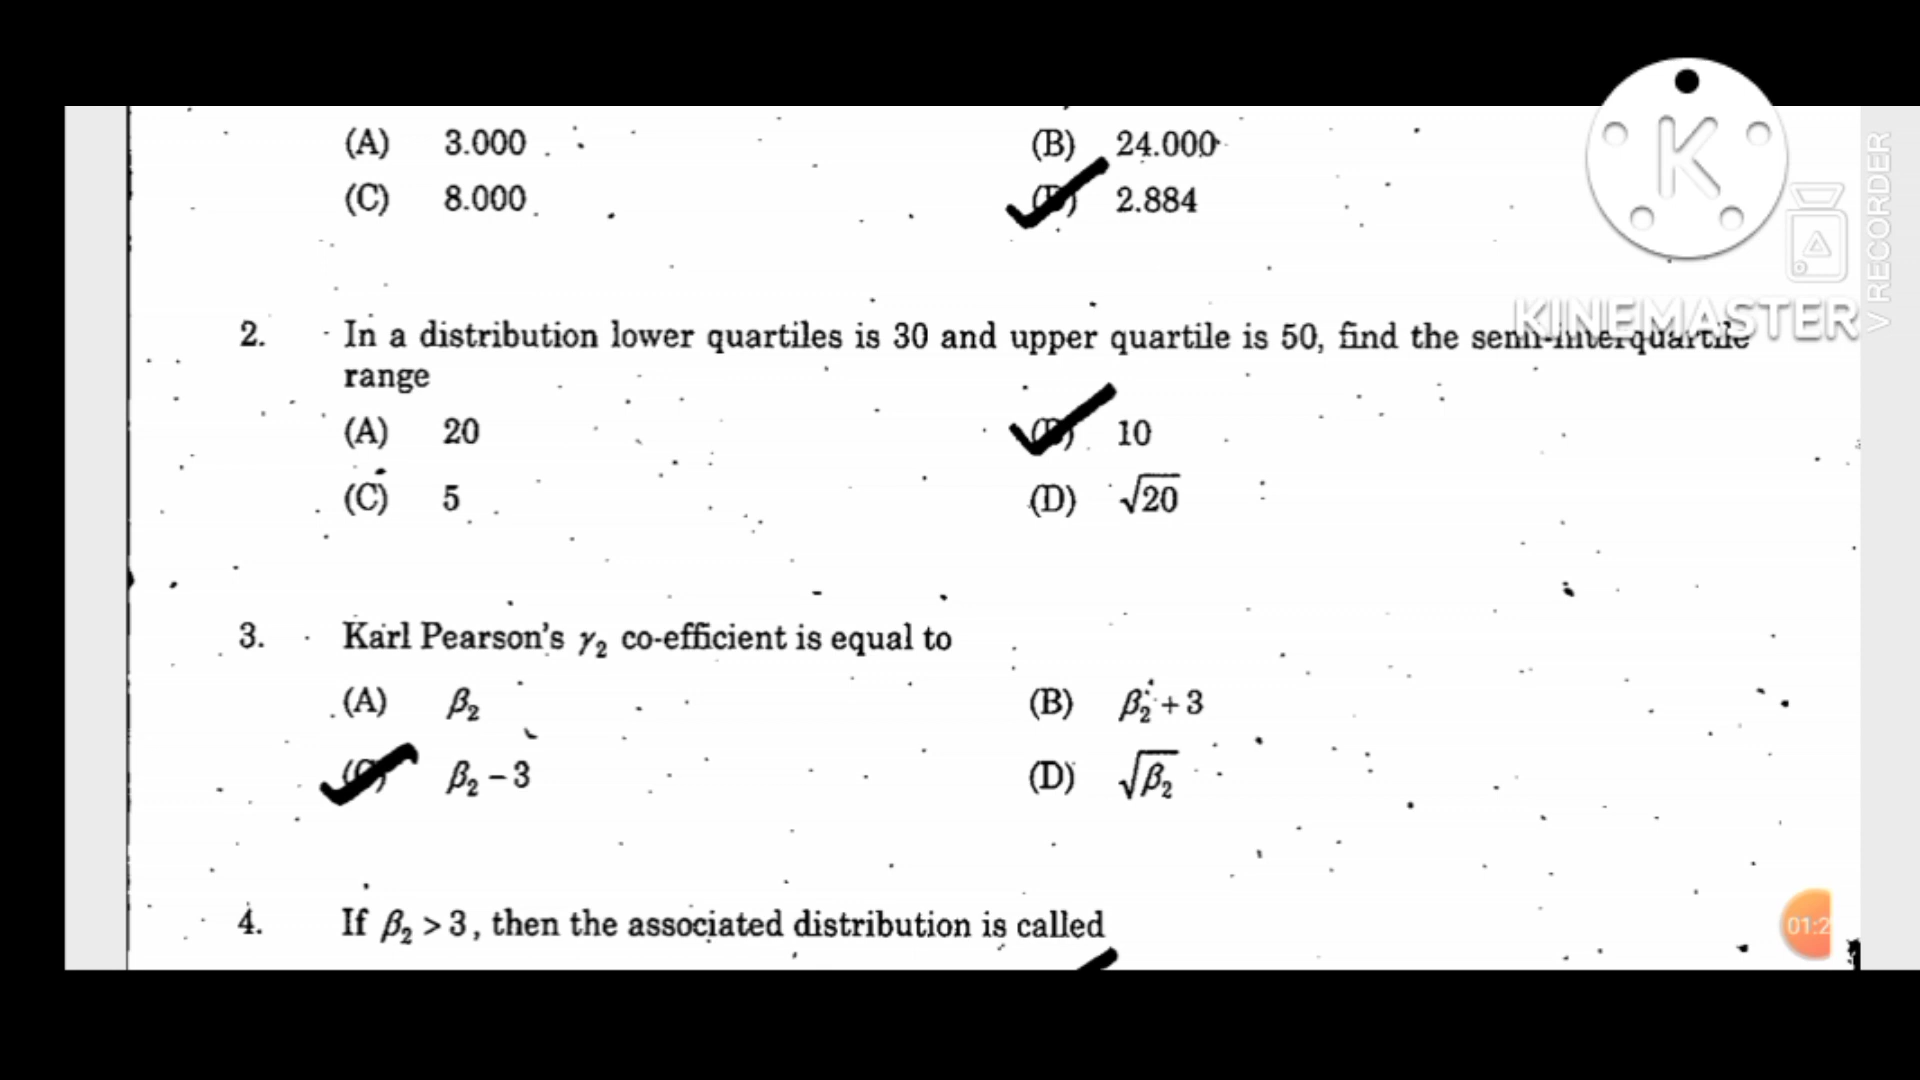 (A) 3.000 (B) 24.000
(C) 8.000 2.884
2. In a distribution lower quartiles is 30 and upper quartile is 50, find the semi-interquartile
range
(A) 20 10
(C) 5 (D) √20
3. Karl Pearson's γ₂ co-efficient is equal to
(A) β₂ (B) β₂ + 3
(C) β₂ − 3 (D) √β₂
4. If β₂ > 3, then the associated distribution is called
K
KINEMASTER
V RECORDER
01:2